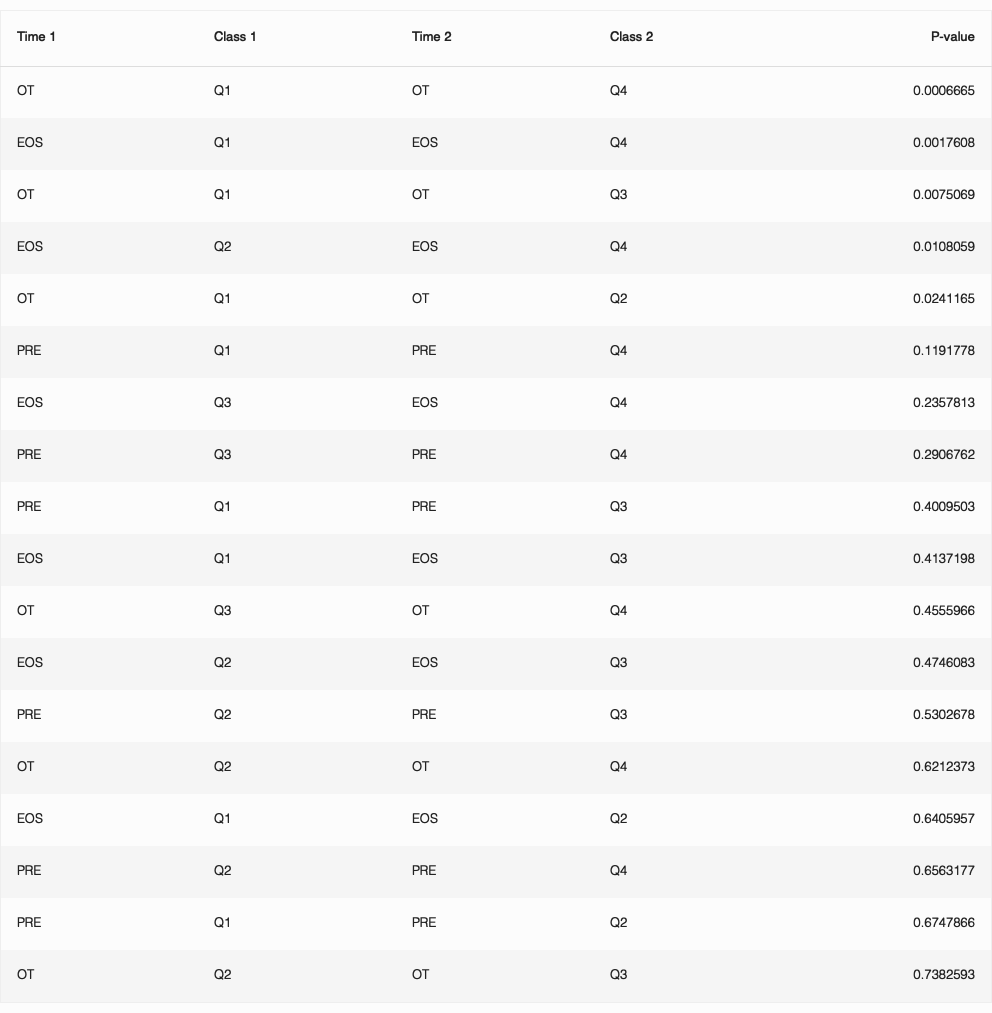 Time 1 Class 1 Time 2 Class 2 P-value
OT Q1 OT Q4 0.0006665
EOS Q1 EOS Q4 0.0017608
OT Q1 OT Q3 0.0075069
EOS Q2 EOS Q4 0.0108059
OT Q1 OT Q2 0.0241165
PRE Q1 PRE Q4 0.1191778
EOS Q3 EOS Q4 0.2357813
PRE Q3 PRE Q4 0.2906762
PRE Q1 PRE Q3 0.4009503
EOS Q1 EOS Q3 0.4137198
OT Q3 OT Q4 0.4555966
EOS Q2 EOS Q3 0.4746083
PRE Q2 PRE Q3 0.5302678
OT Q2 OT Q4 0.6212373
EOS Q1 EOS Q2 0.6405957
PRE Q2 PRE Q4 0.6563177
PRE Q1 PRE Q2 0.6747866
OT Q2 OT Q3 0.7382593